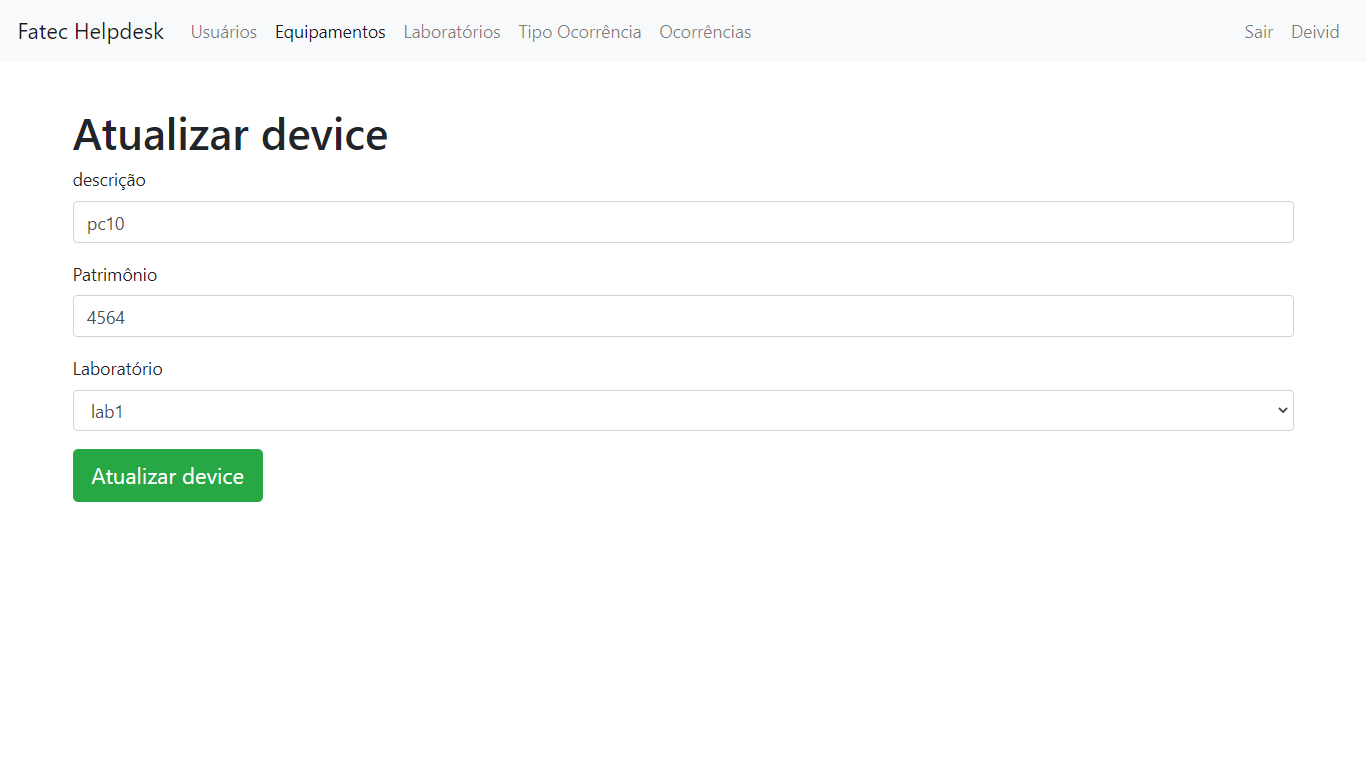 Fatec Helpdesk Usuários Equipamentos Laboratórios Tipo Ocorrência Ocorrências Sair Deivid
Atualizar device
descrição
pc10
Patrimônio
4564
Laboratório
lab1
Atualizar device